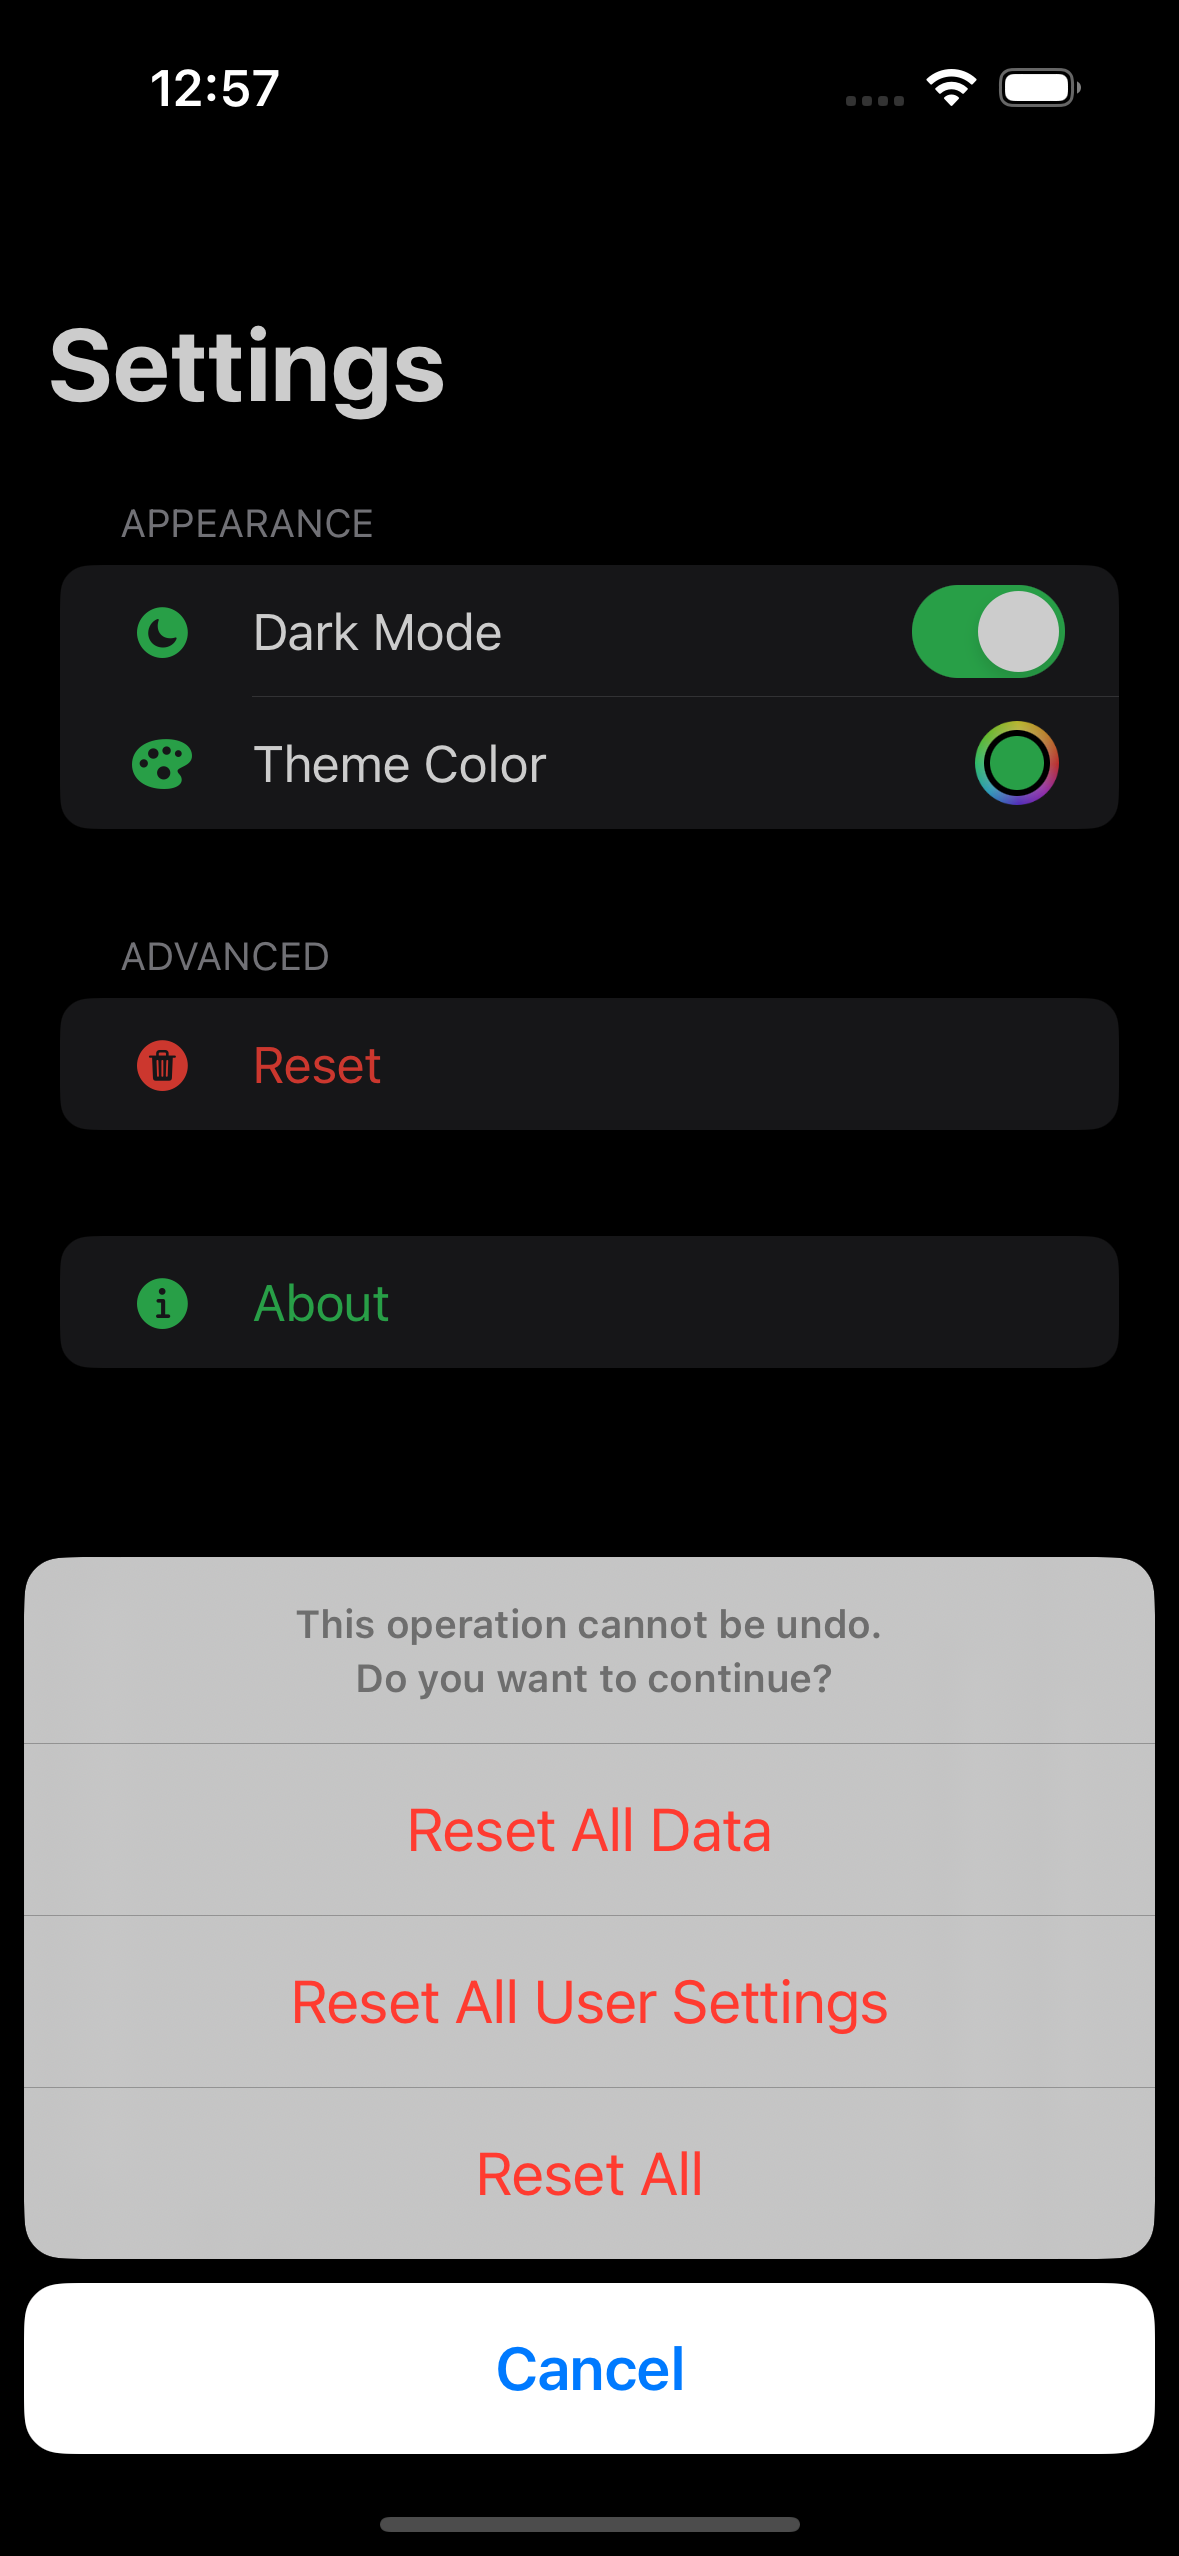 12:57
Settings
APPEARANCE
Dark Mode
Theme Color
ADVANCED
Reset
About
This operation cannot be undo.
Do you want to continue?
Reset All Data
Reset All User Settings
Reset All
Cancel